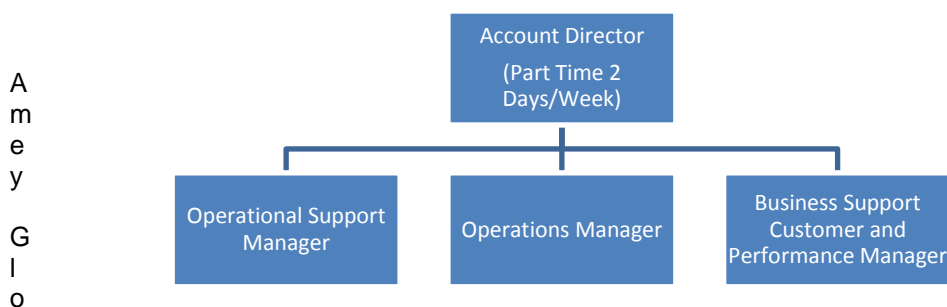 A
m
e
y
G
l
o
Account Director
(Part Time 2
Days/Week)
Operational Support
Manager
Operations Manager
Business Support
Customer and
Performance Manager